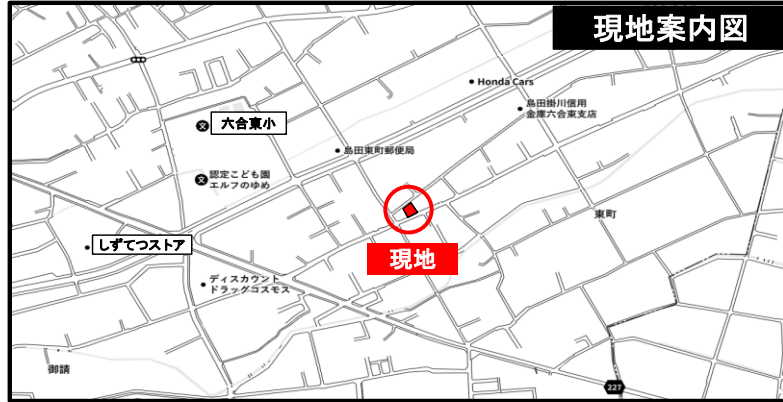 現地案内図
Honda Cars
島田掛川信用
金庫六合東支店
六合東小
島田東町郵便局
認定こども園
エルフのゆめ
東町
しずてつストア
現地
ディスカウント
ドラッグコスモス
御請
227